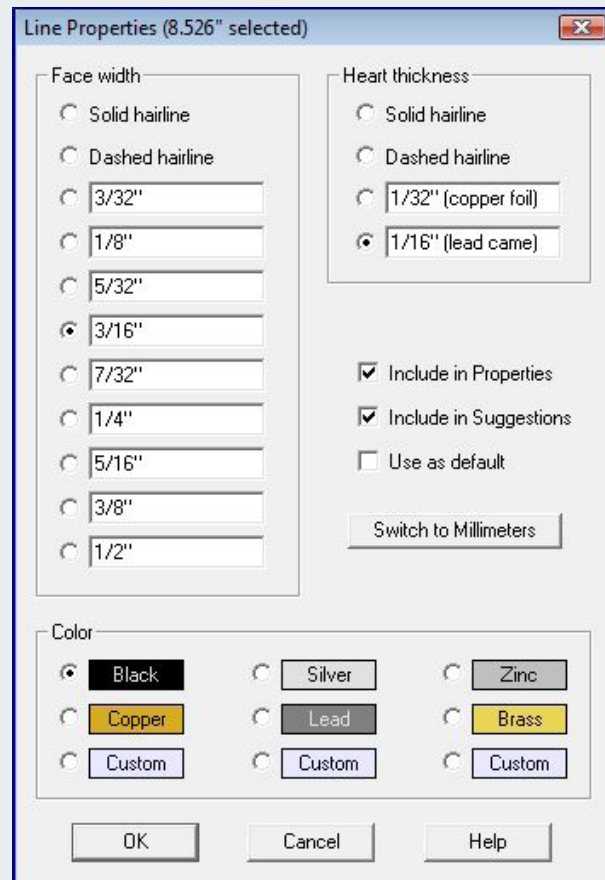 Line Properties (8.526" selected)
Face width
Solid hairline
Dashed hairline
3/32"
1/8"
5/32"
3/16"
7/32"
1/4"
5/16"
3/8"
1/2"
Heart thickness
Solid hairline
Dashed hairline
1/32" (copper foil)
1/16" (lead came)
Include in Properties
Include in Suggestions
Use as default
Switch to Millimeters
Color
Black Silver Zinc
Copper Lead Brass
Custom Custom Custom
OK Cancel Help